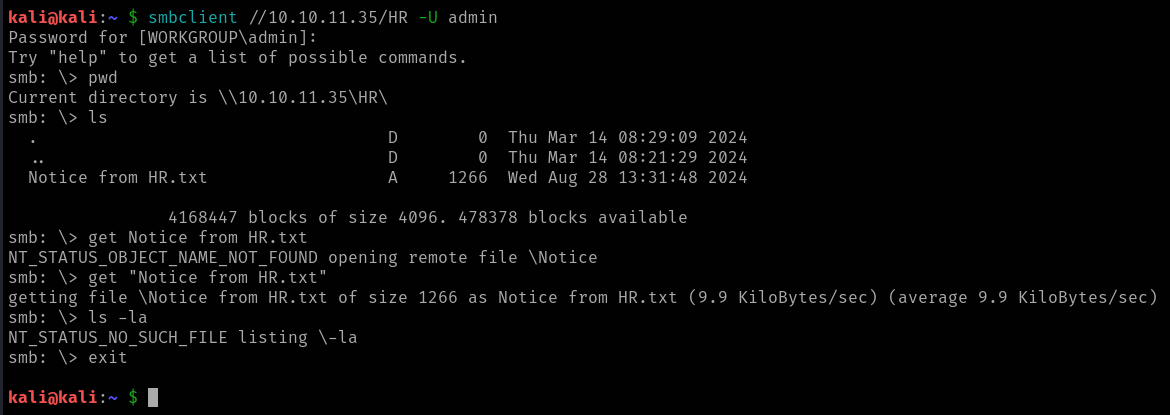 kali@kali:~ $ smbclient //10.10.11.35/HR -U admin
Password for [WORKGROUP\admin]:
Try "help" to get a list of possible commands.
smb: \> pwd
Current directory is \\10.10.11.35\HR\
smb: \> ls
  .                                   D        0  Thu Mar 14 08:29:09 2024
  ..                                  D        0  Thu Mar 14 08:21:29 2024
  Notice from HR.txt                  A     1266  Wed Aug 28 13:31:48 2024
                4168447 blocks of size 4096. 478378 blocks available
smb: \> get Notice from HR.txt
NT_STATUS_OBJECT_NAME_NOT_FOUND opening remote file \Notice
smb: \> get "Notice from HR.txt"
getting file \Notice from HR.txt of size 1266 as Notice from HR.txt (9.9 KiloBytes/sec) (average 9.9 KiloBytes/sec)
smb: \> ls -la
NT_STATUS_NO_SUCH_FILE listing \-la
smb: \> exit
kali@kali:~ $